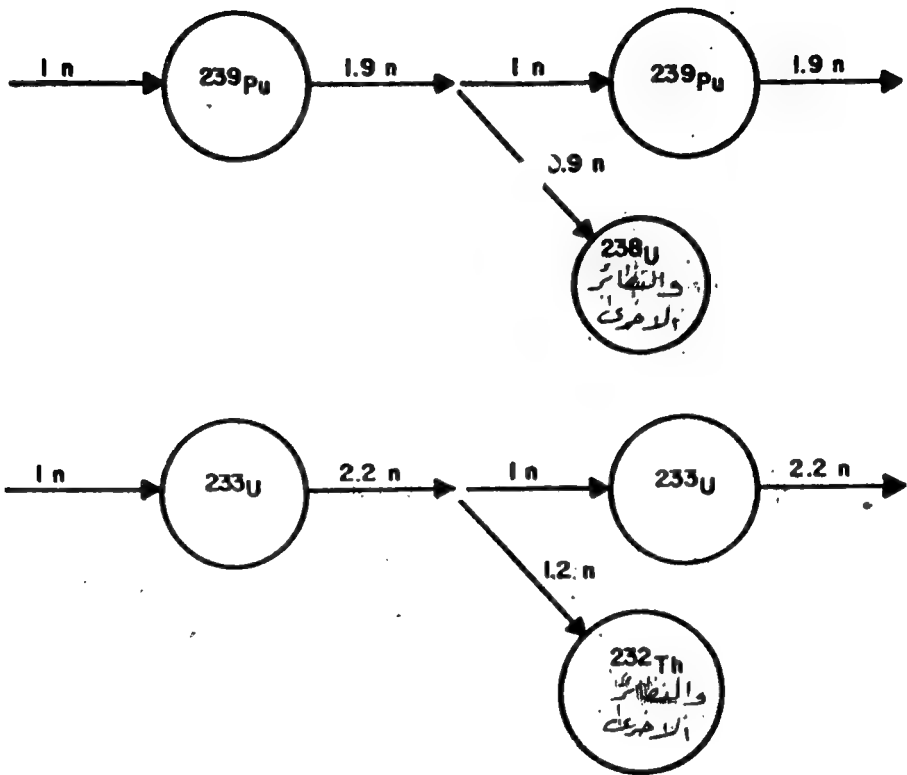 1 n
239Pu
1.9 n
1 n
239Pu
1.9 n
0.9 n
238U
والنظائر
الاخرى
1 n
233U
2.2 n
1 n
233U
2.2 n
1.2 n
232Th
والنظائر
الاخرى